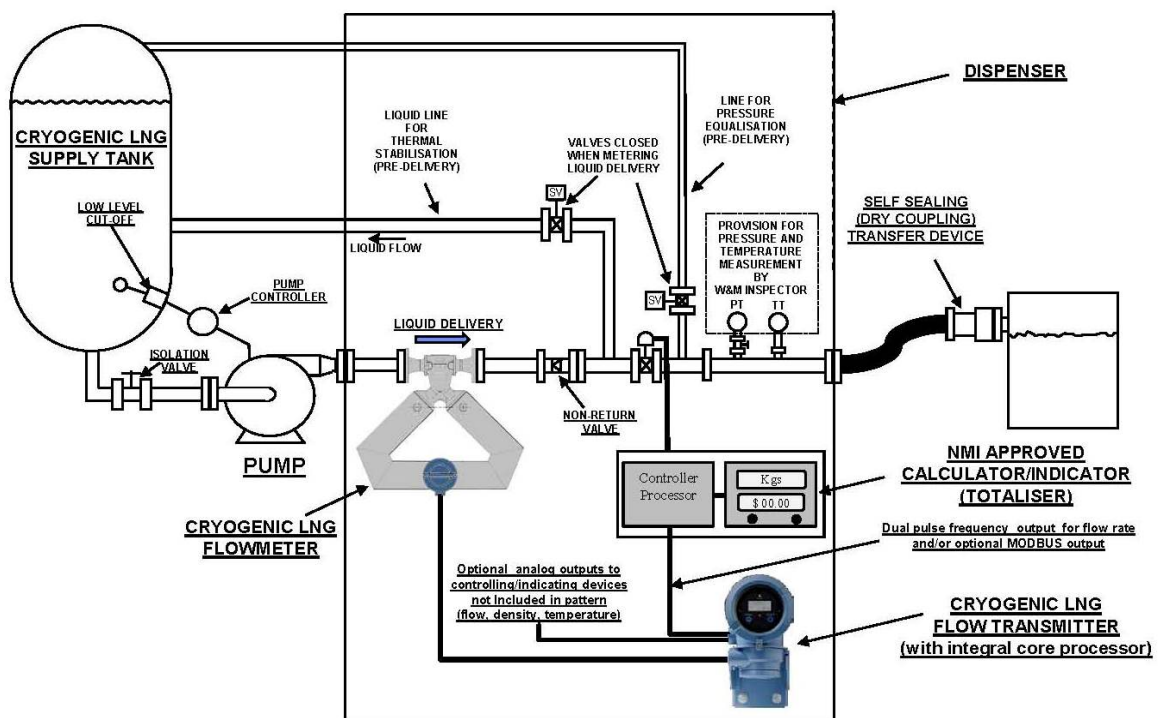 DISPENSER
LIQUID LINE
FOR
THERMAL
STABILISATION
(PRE-DELIVERY)
VALVES CLOSED
WHEN METERING
LIQUID DELIVERY
LINE FOR
PRESSURE
EQUALISATION
(PRE-DELIVERY)
CRYOGENIC LNG
SUPPLY TANK
LOW LEVEL
CUT-OFF
SV
LIQUID FLOW
PROVISION FOR
PRESSURE AND
TEMPERATURE
MEASUREMENT
BY
W&M INSPECTOR
PT
TT
SELF SEALING
(DRY COUPLING)
TRANSFER DEVICE
SV
PUMP
CONTROLLER
LIQUID DELIVERY
ISOLATION
VALVE
NON-RETURN
VALVE
PUMP
CRYOGENIC LNG
FLOWMETER
Controller
Processor
Kgs
$ 00.00
NMI APPROVED
CALCULATOR/INDICATOR
(TOTALISER)
Dual pulse frequency output for flow rate
and/or optional MODBUS output
Optional analog outputs to
controlling/indicating devices
not Included in pattern
(flow, density, temperature)
CRYOGENIC LNG
FLOW TRANSMITTER
(with integral core processor)